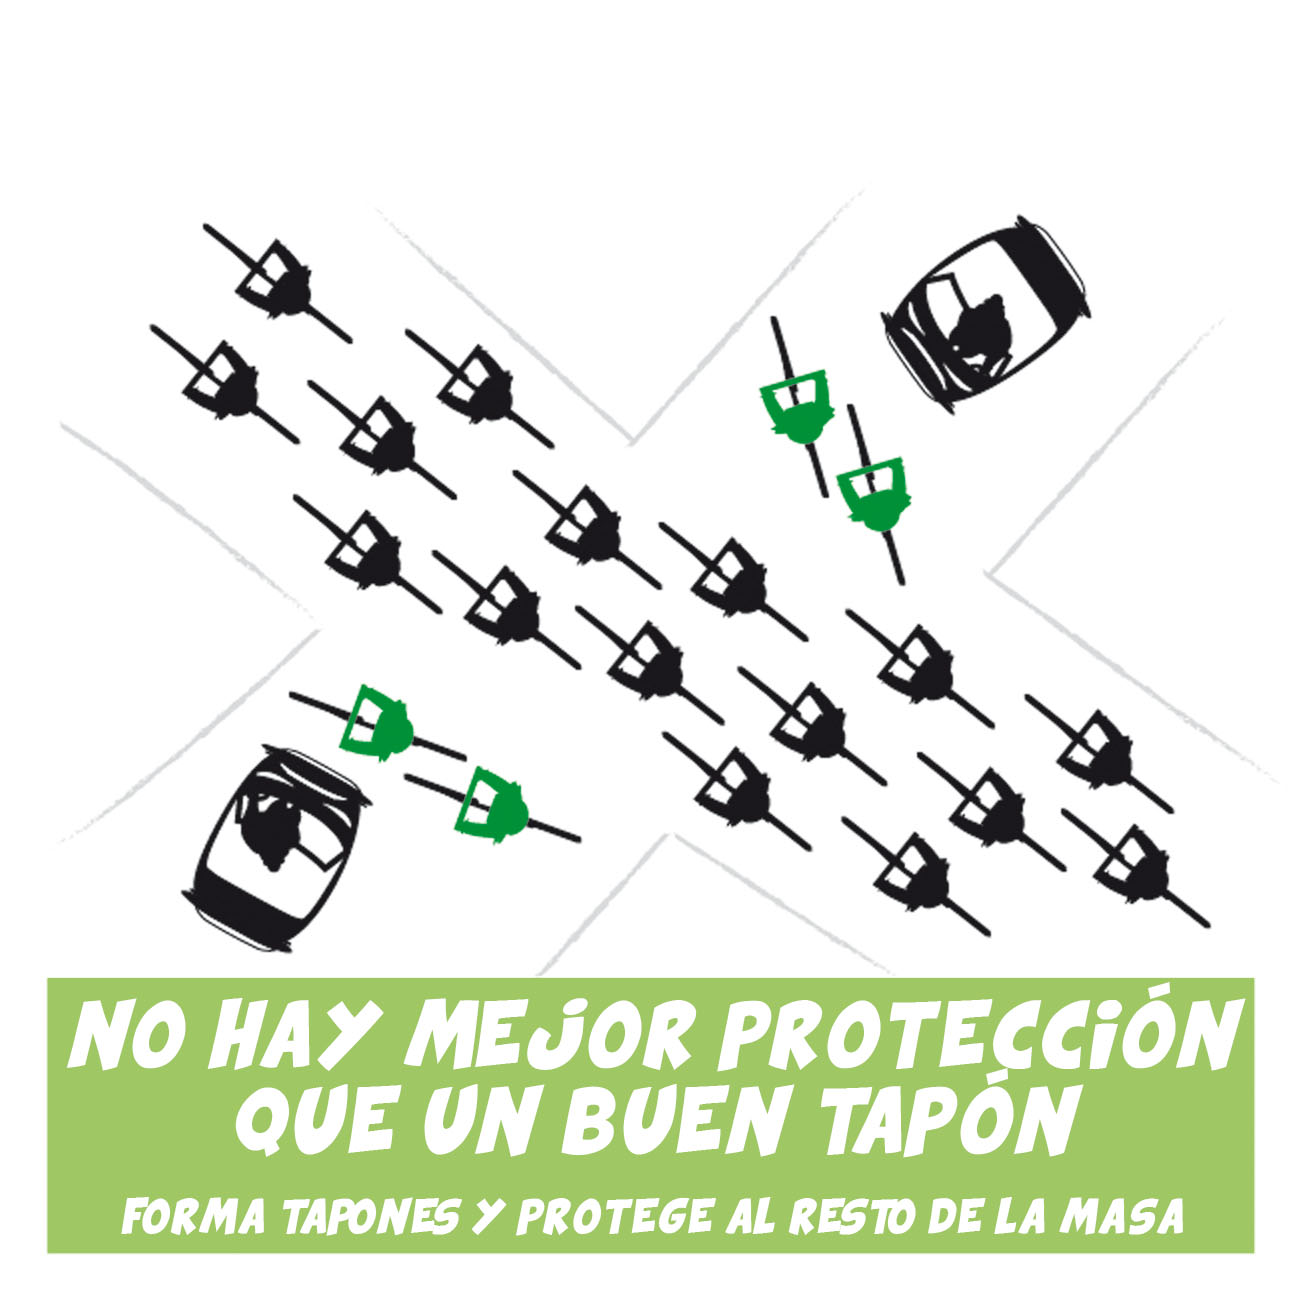 NO HAY MEJOR PROTECCIÓN
QUE UN BUEN TAPÓN
FORMA TAPONES Y PROTEGE AL RESTO DE LA MASA